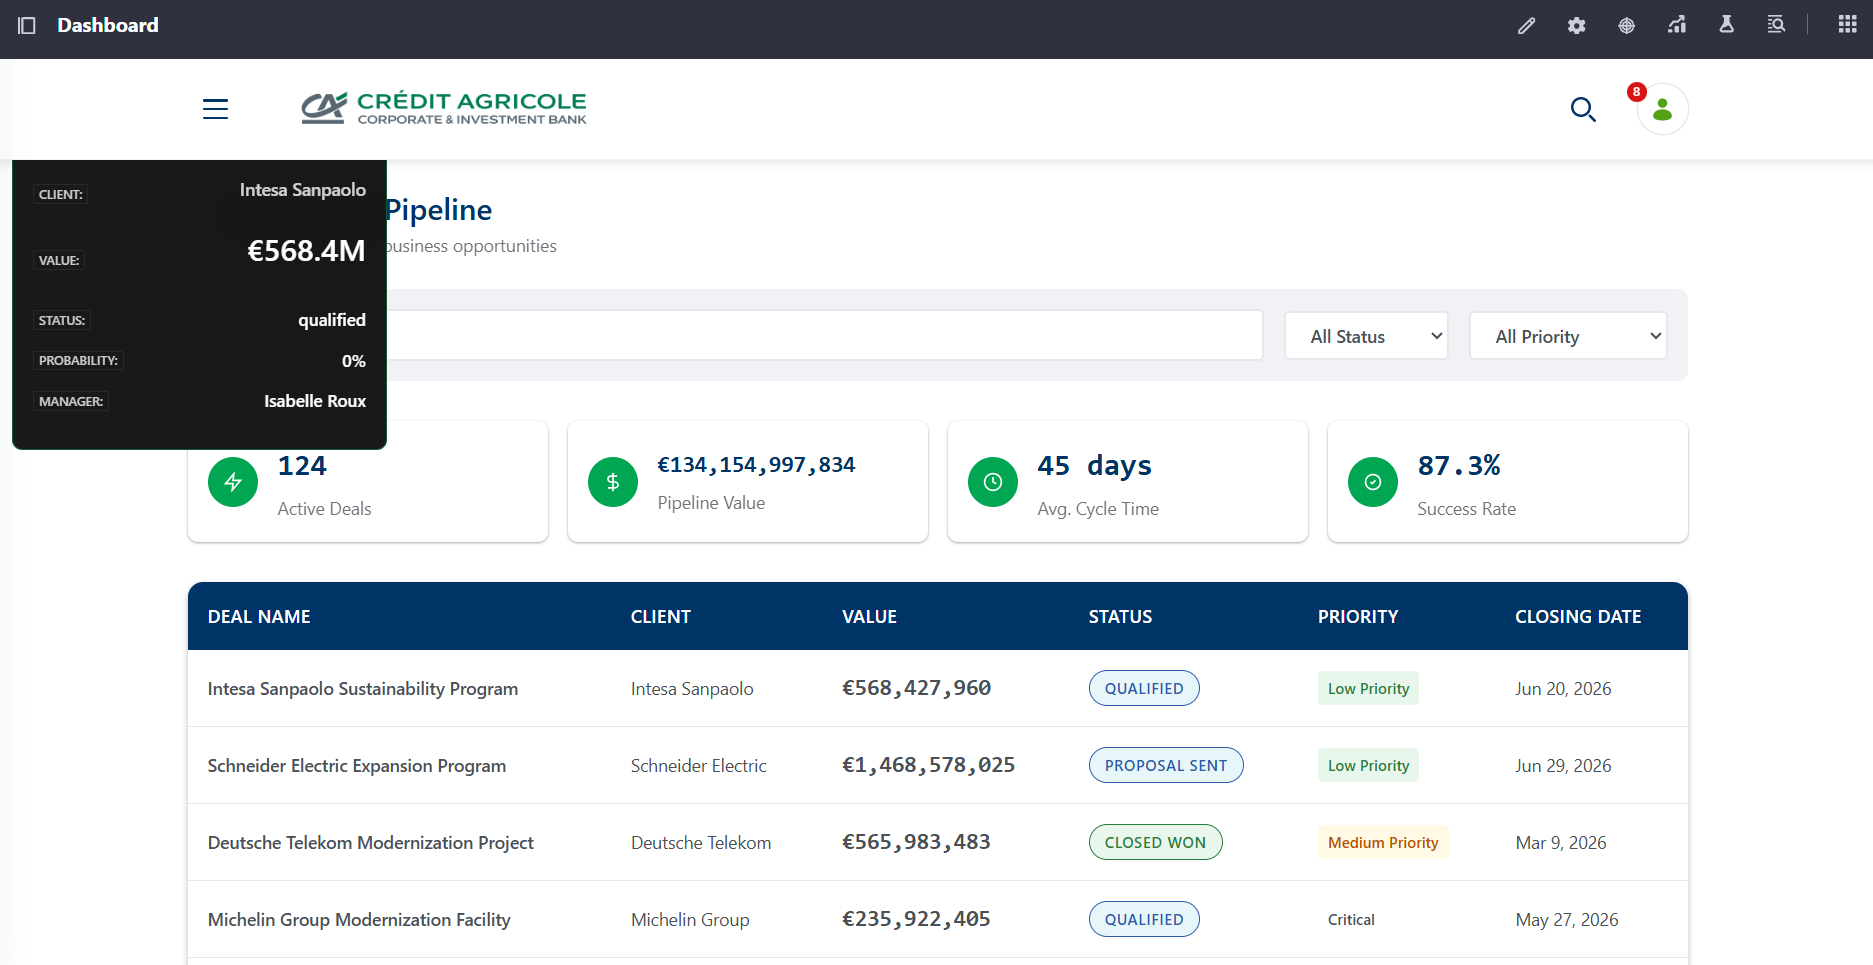 Dashboard
CRÉDIT AGRICOLE
CORPORATE & INVESTMENT BANK
8
CLIENT: Intesa Sanpaolo
VALUE: €568.4M
STATUS: qualified
PROBABILITY: 0%
MANAGER: Isabelle Roux
Pipeline
business opportunities
All Status
All Priority
124
Active Deals
€134,154,997,834
Pipeline Value
45 days
Avg. Cycle Time
87.3%
Success Rate
DEAL NAME CLIENT VALUE STATUS PRIORITY CLOSING DATE
Intesa Sanpaolo Sustainability Program Intesa Sanpaolo €568,427,960 QUALIFIED Low Priority Jun 20, 2026
Schneider Electric Expansion Program Schneider Electric €1,468,578,025 PROPOSAL SENT Low Priority Jun 29, 2026
Deutsche Telekom Modernization Project Deutsche Telekom €565,983,483 CLOSED WON Medium Priority Mar 9, 2026
Michelin Group Modernization Facility Michelin Group €235,922,405 QUALIFIED Critical May 27, 2026